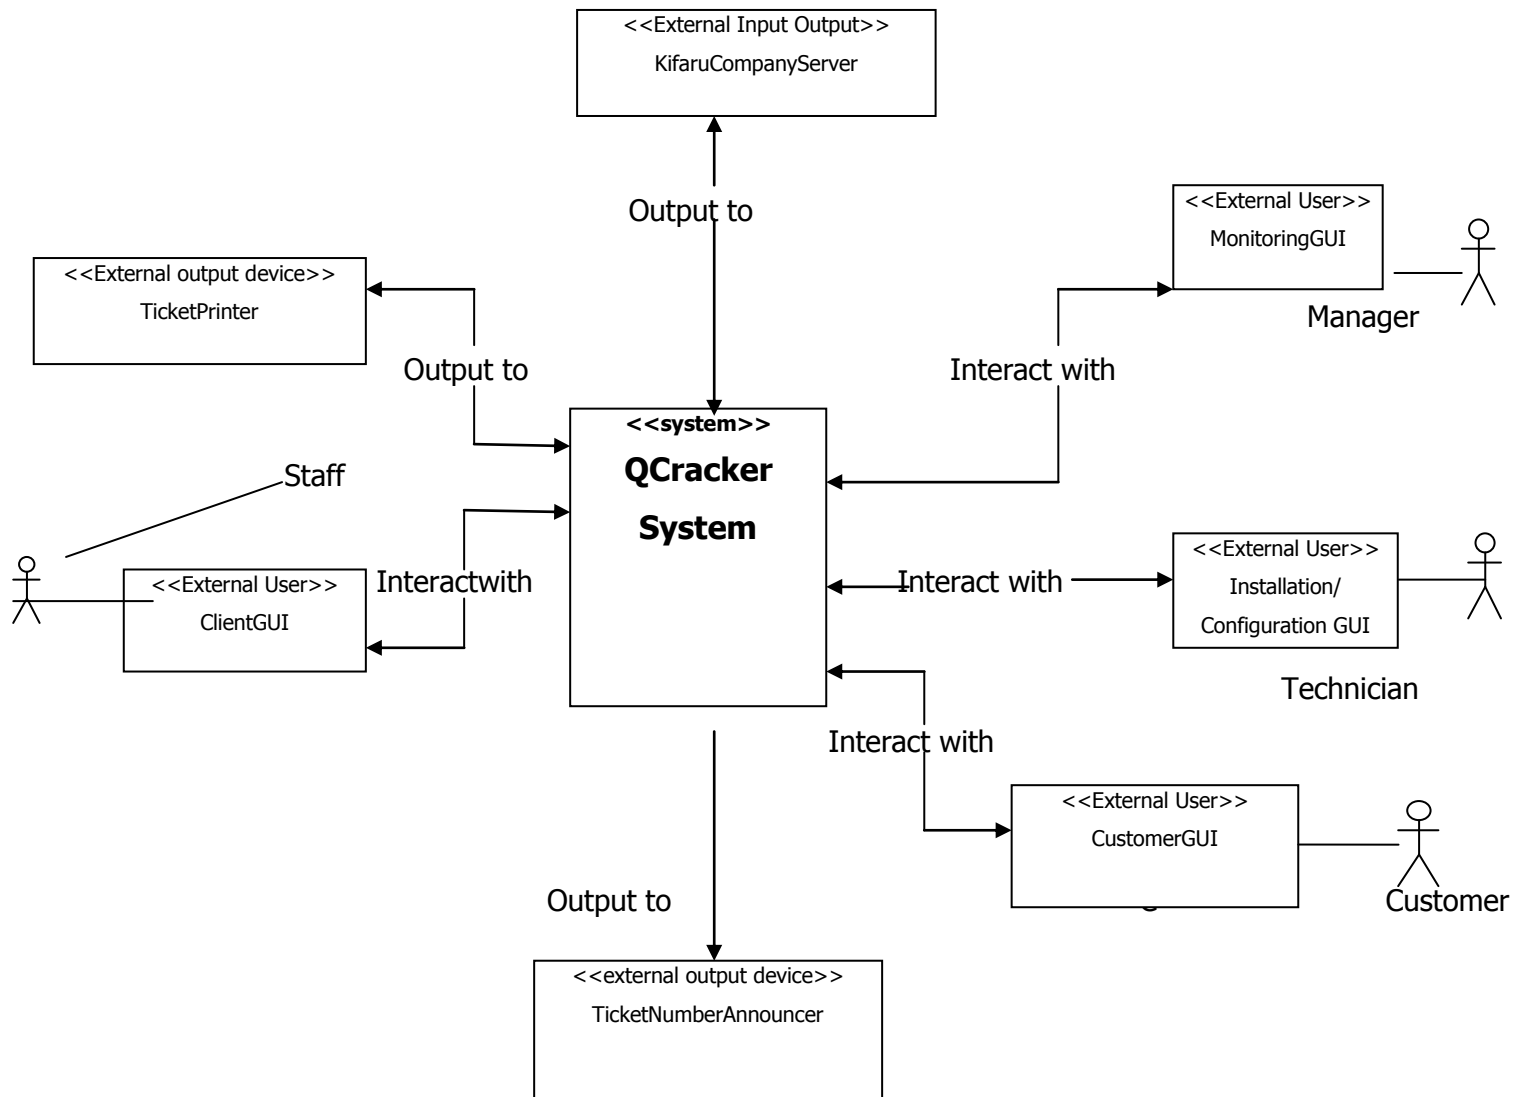 <<External Input Output>>
KifaruCompanyServer
Output to
<<External User>>
MonitoringGUI
Manager
<<External output device>>
TicketPrinter
Output to
Interact with
<<system>>
QCracker
System
Staff
<<External User>>
ClientGUI
Interactwith
Interact with
<<External User>>
Installation/
Configuration GUI
Technician
Interact with
<<External User>>
CustomerGUI
Customer
Output to
<<external output device>>
TicketNumberAnnouncer